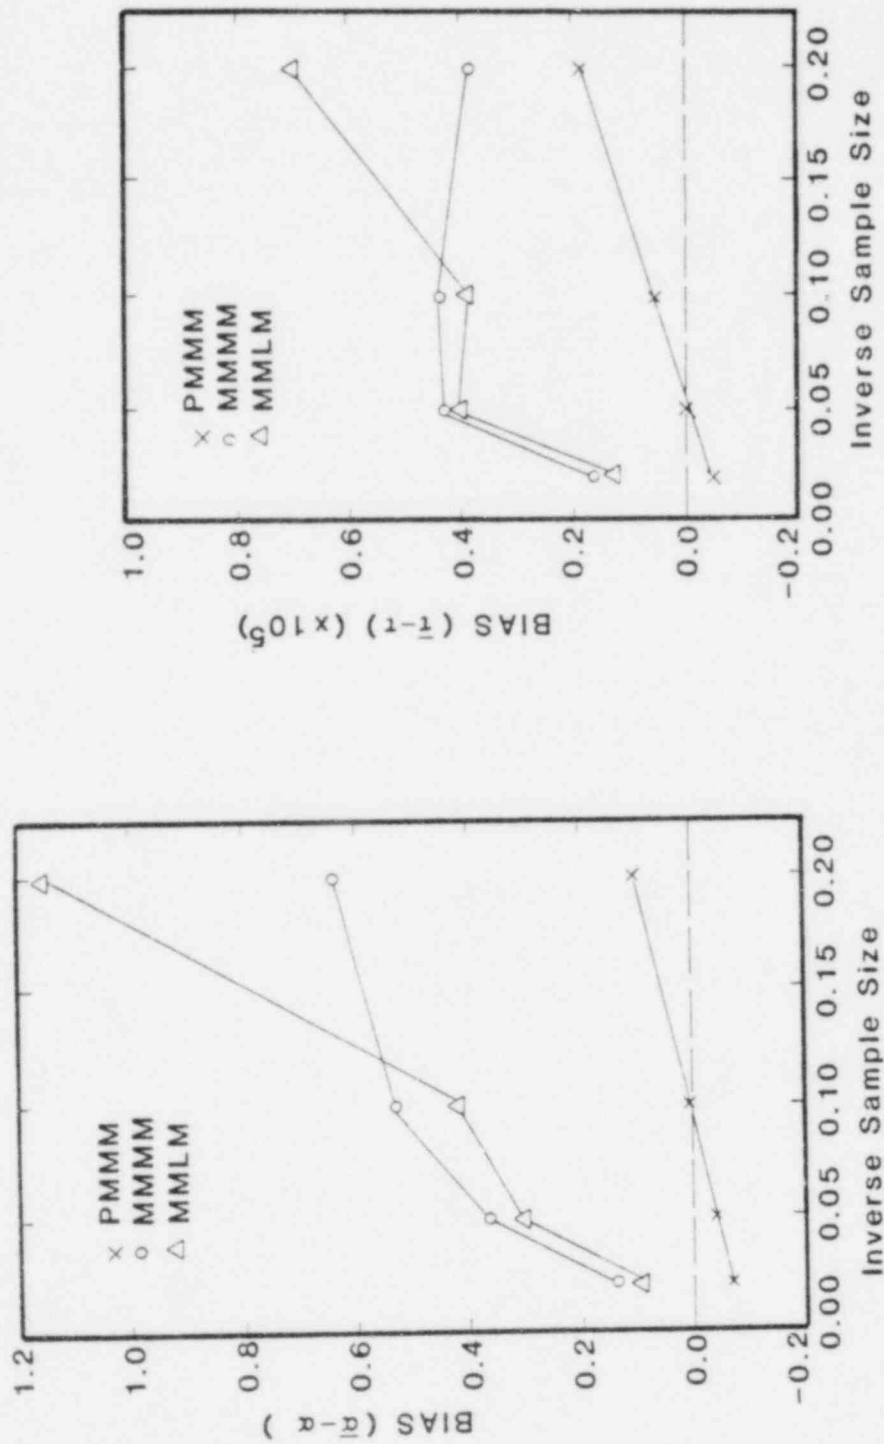 1.2
1.0
0.8
0.6
0.4
0.2
0.0
-0.2
BIAS (ᾱ-α )
× PMMM
○ MMMM
△ MMLM
0.00
0.05
0.10
0.15
0.20
Inverse Sample Size
1.0
0.8
0.6
0.4
0.2
0.0
-0.2
BIAS (τ̄-τ) (×10⁵)
× PMMM
○ MMMM
△ MMLM
0.00
0.05
0.10
0.15
0.20
Inverse Sample Size